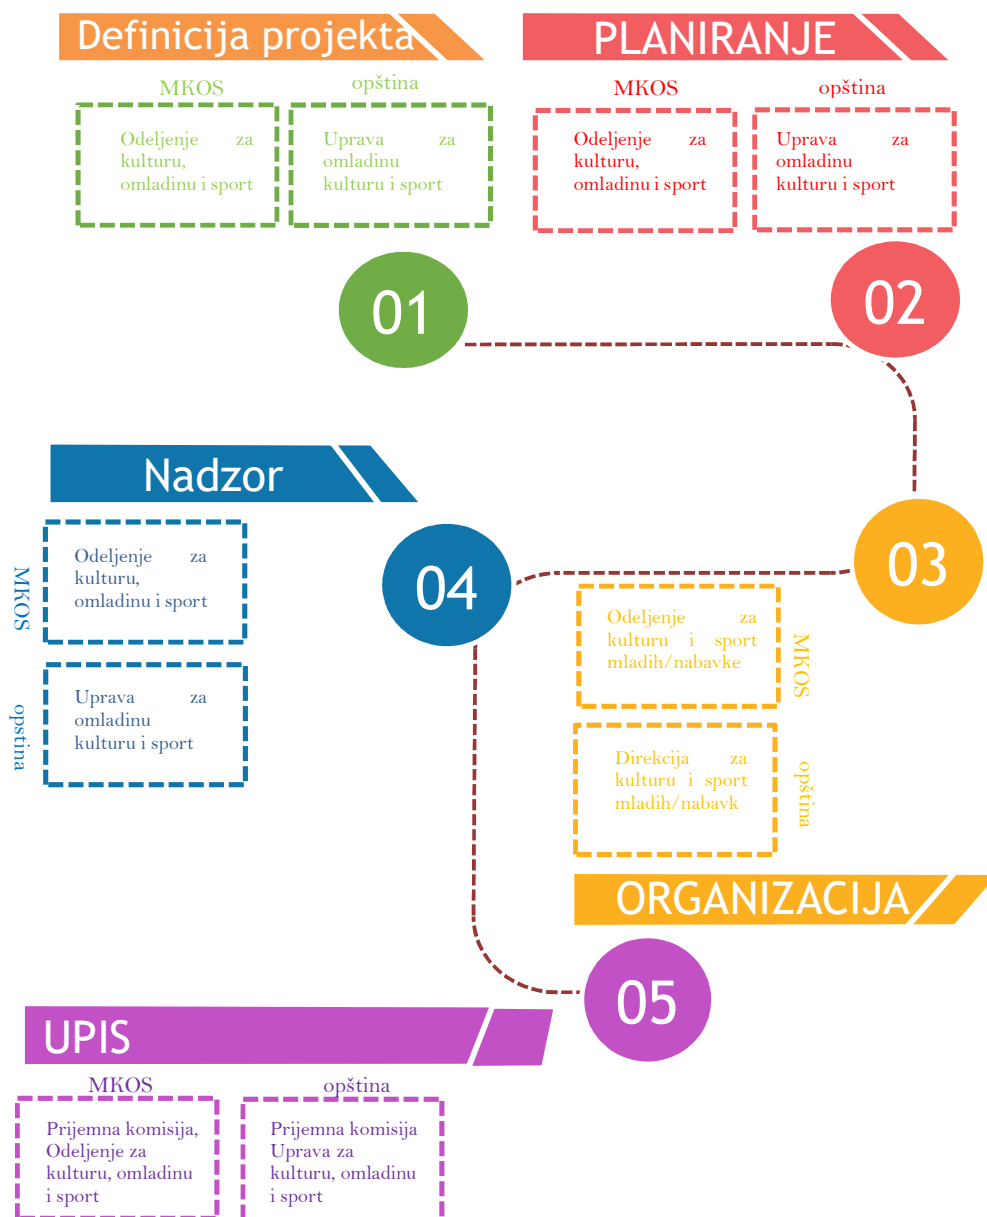 Definicija projekta
MKOS
opština
Odeljenje za
kulturu,
omladinu i sport
Uprava za
omladinu
kulturu i sport
PLANIRANJE
MKOS
opština
Odeljenje za
kulturu,
omladinu i sport
Uprava za
omladinu
kulturu i sport
01
02
Nadzor
MKOS
Odeljenje za
kulturu,
omladinu i sport
opstina
Uprava za
omladinu
kulturu i sport
04
03
Odeljenje za
kulturu i sport
mladih/nabavke
MKOS
Direkcija za
kulturu i sport
mladih/nabavk
opština
ORGANIZACIJA
05
UPIS
MKOS
opština
Prijemna komisija,
Odeljenje za
kulturu, omladinu
i sport
Prijemna komisija
Uprava za
kulturu, omladinu
i sport